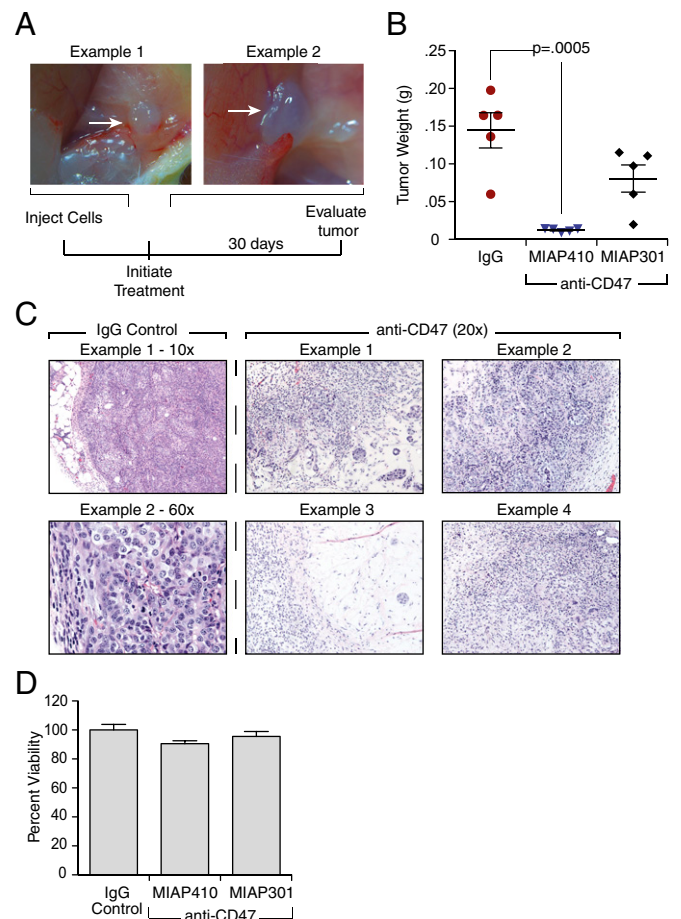 A
Example 1
Example 2
Inject Cells
Evaluate
tumor
30 days
Initiate
Treatment
B
p=.0005
.25
.20
.15
.10
.05
0
Tumor Weight (g)
IgG
MIAP410
MIAP301
anti-CD47
C
IgG Control
anti-CD47 (20x)
Example 1 - 10x
Example 1
Example 2
Example 2 - 60x
Example 3
Example 4
D
120
100
80
60
40
20
0
Percent Viability
IgG
Control
MIAP410
MIAP301
anti-CD47